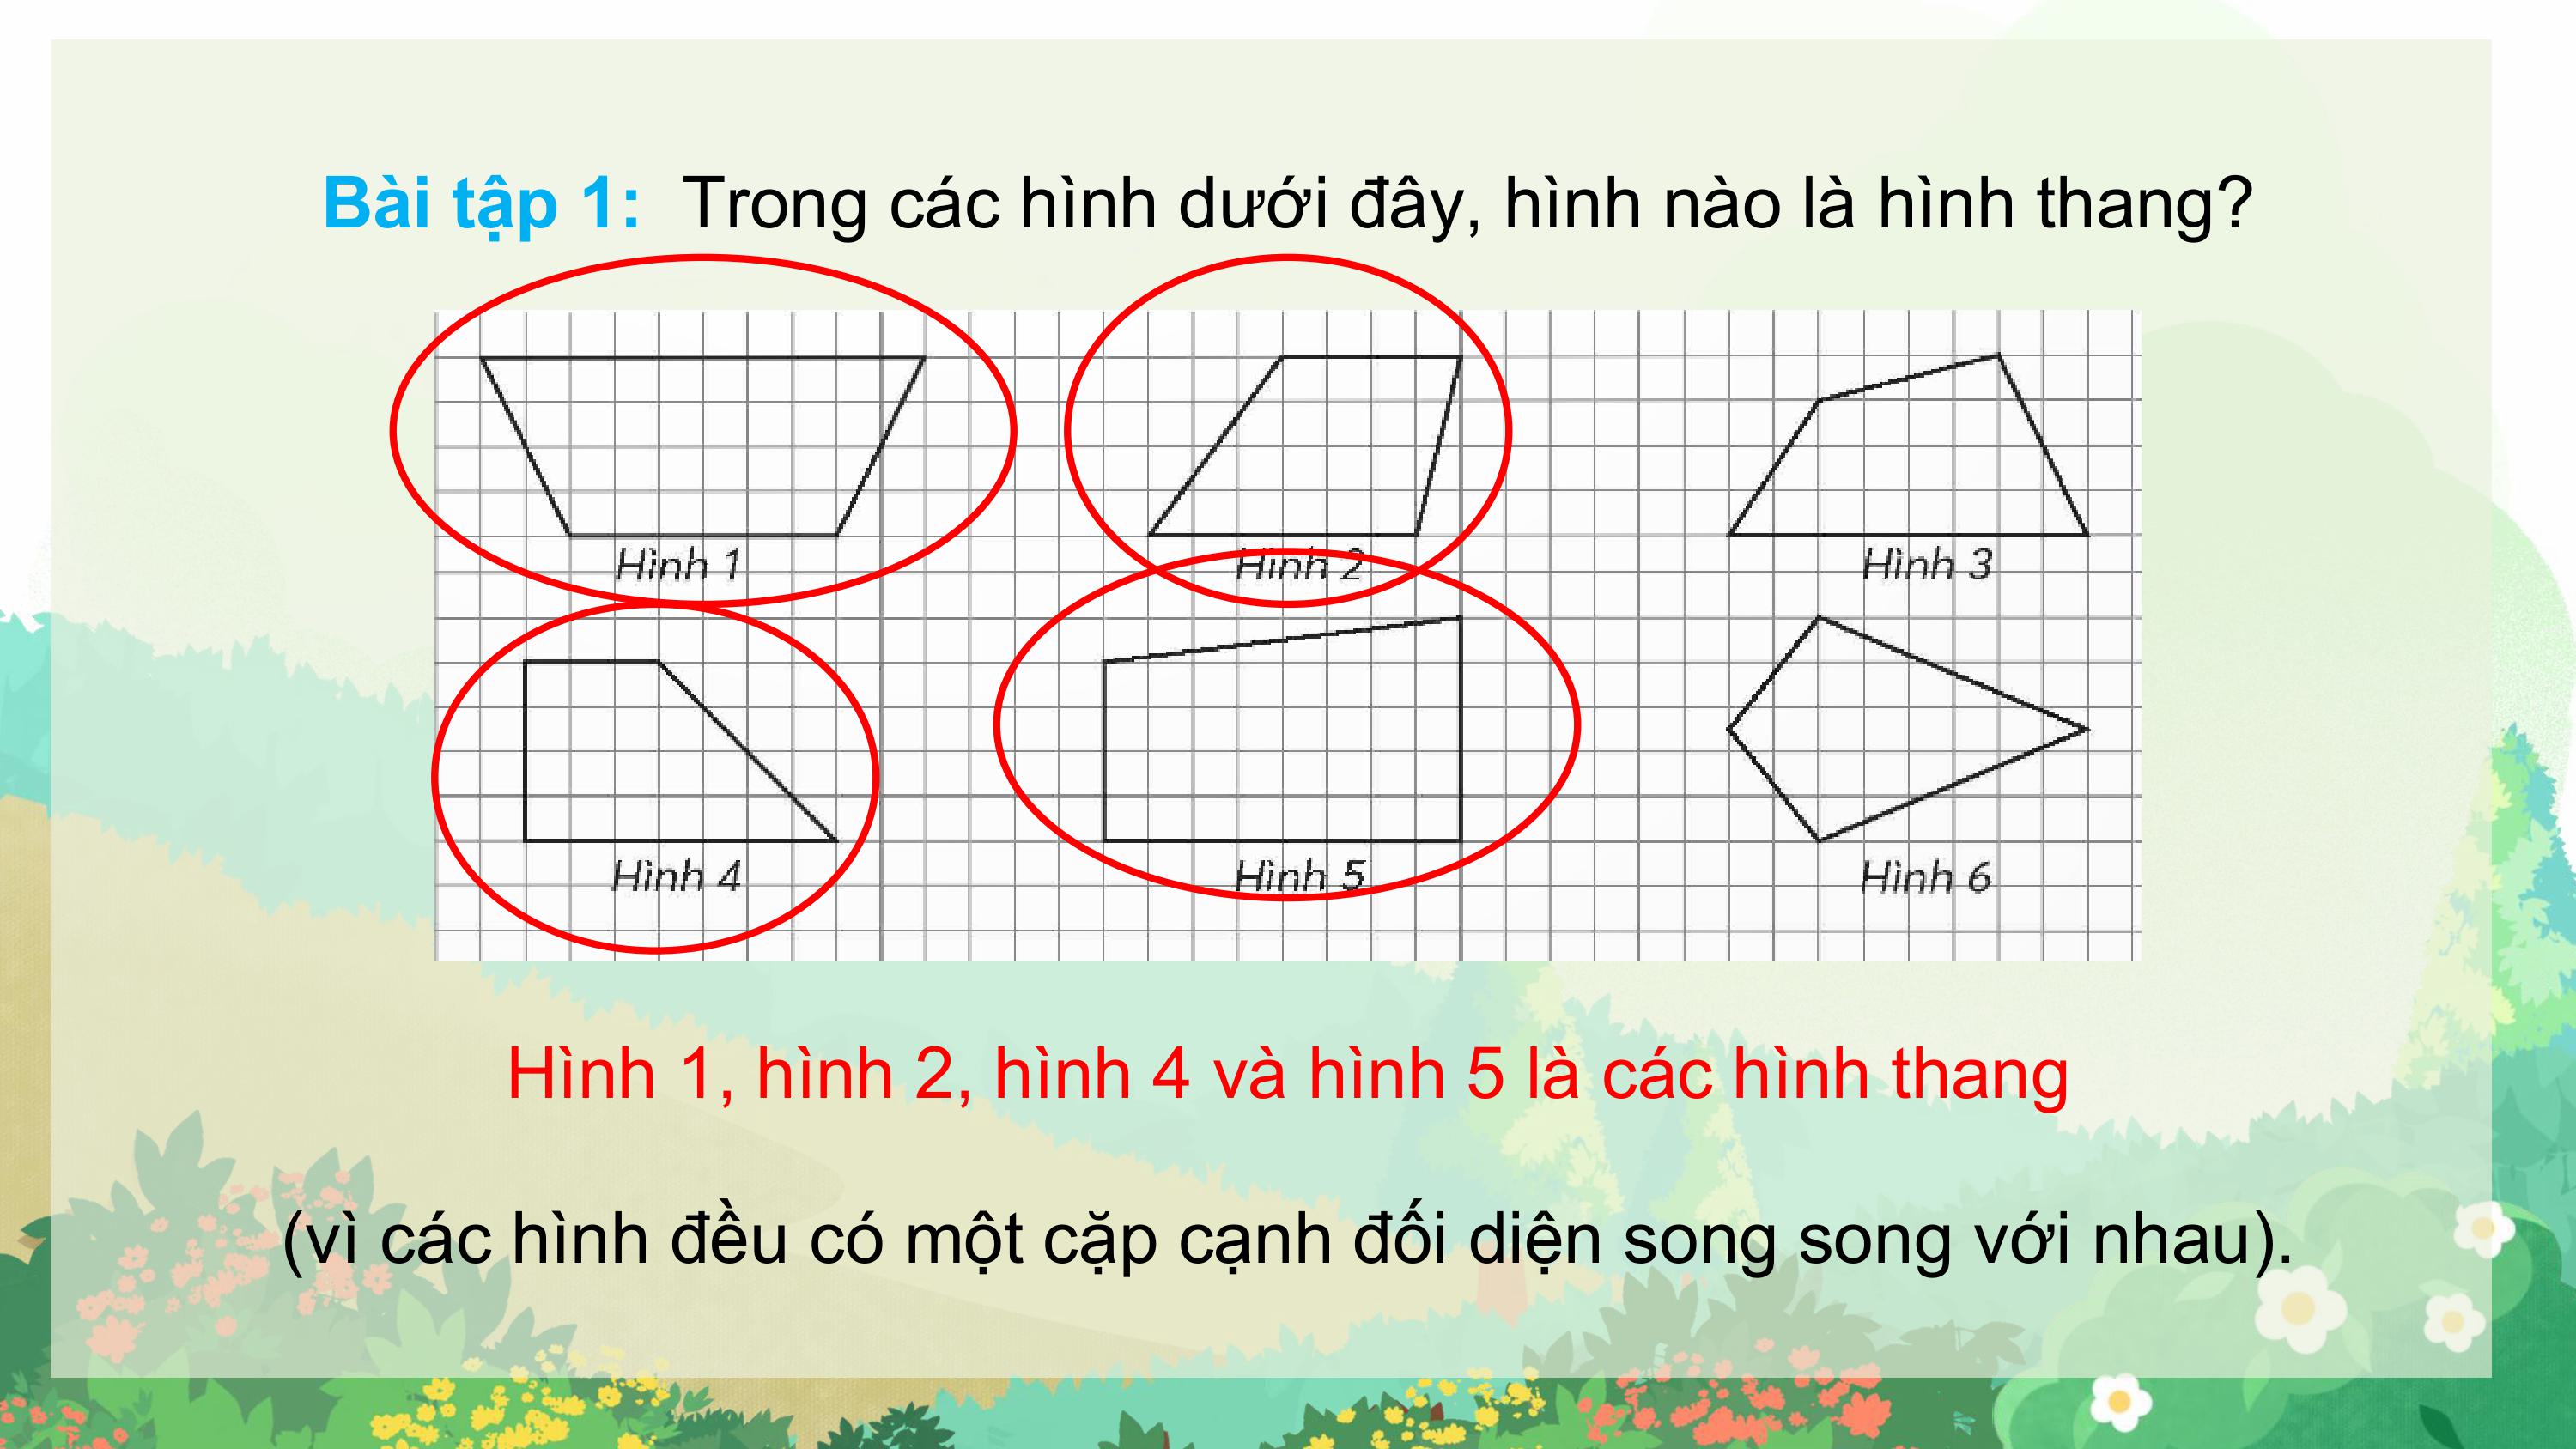 Bài tập 1: Trong các hình dưới đây, hình nào là hình thang?
Hình 1
Hình 2
Hình 3
Hình 4
Hình 5
Hình 6
Hình 1, hình 2, hình 4 và hình 5 là các hình thang
(vì các hình đều có một cặp cạnh đối diện song song với nhau).